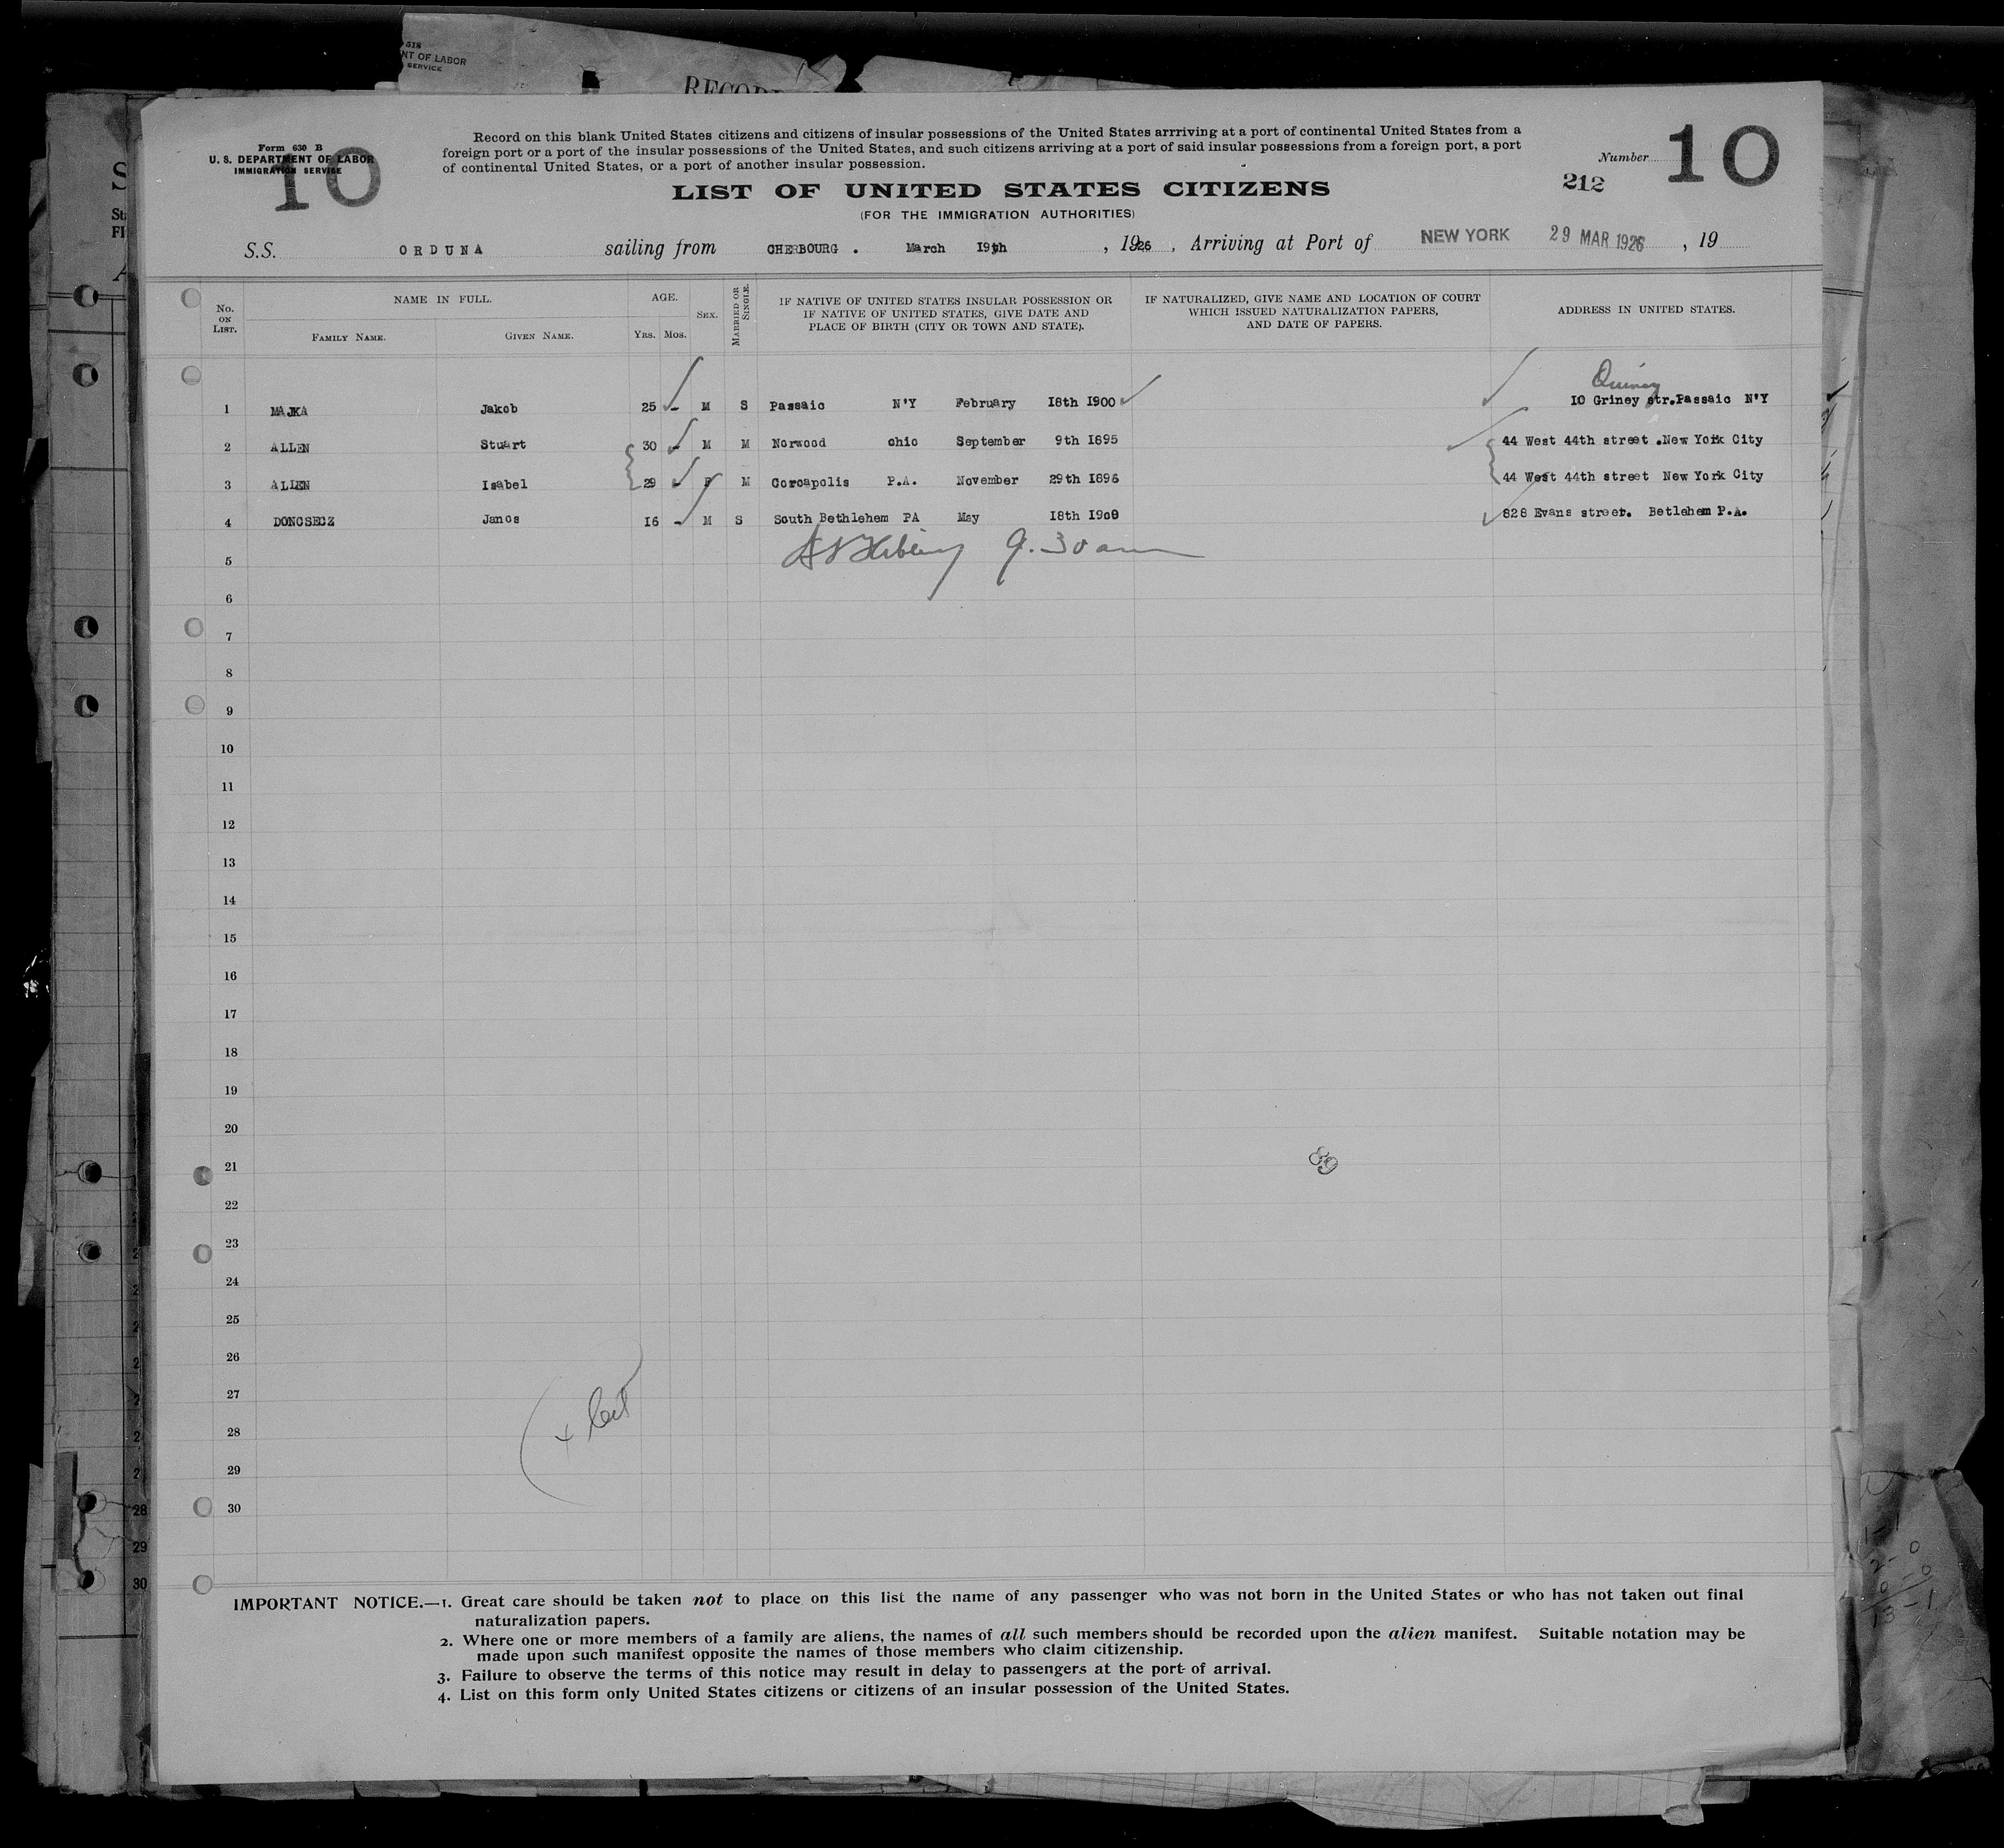 518
NT OF LABOR
SERVICE
Form 630 B
U. S. DEPARTMENT OF LABOR
IMMIGRATION SERVICE
10
Record on this blank United States citizens and citizens of insular possessions of the United States arrriving at a port of continental United States from a
foreign port or a port of the insular possessions of the United States, and such citizens arriving at a port of said insular possessions from a foreign port, a port
of continental United States, or a port of another insular possession.
Number 10
212
LIST OF UNITED STATES CITIZENS
(FOR THE IMMIGRATION AUTHORITIES)
S.S. ORDUNA sailing from CHERBOURG . March 19th , 1926 , Arriving at Port of NEW YORK 29 MAR 1926 , 19
No. ON LIST. NAME IN FULL. FAMILY NAME. GIVEN NAME. AGE. Yrs. Mos. SEX. MARRIED OR SINGLE. IF NATIVE OF UNITED STATES INSULAR POSSESSION OR IF NATIVE OF UNITED STATES, GIVE DATE AND PLACE OF BIRTH (CITY OR TOWN AND STATE). IF NATURALIZED, GIVE NAME AND LOCATION OF COURT WHICH ISSUED NATURALIZATION PAPERS, AND DATE OF PAPERS. ADDRESS IN UNITED STATES.
Quincy
1 MAJKA Jakob 25 - M S Passaic N'Y February 18th 1900 10 Griney str.Passaic N'Y
2 ALLEN Stuart 30 - M M Norwood ohio September 9th 1895 44 West 44th street .New York City
3 ALLEN Isabel 29 - F M Coroapolis P.A. November 29th 1896 44 West 44th street New York City
4 DONCSECZ Janos 16 - M S South Bethlehem PA May 18th 1909 828 Evans street. Betlehem P.A.
9.30 am
5
6
7
8
9
10
11
12
13
14
15
16
17
18
19
20
21
22
23
24
25
26
27
28
29
30
IMPORTANT NOTICE.—1. Great care should be taken not to place on this list the name of any passenger who was not born in the United States or who has not taken out final
naturalization papers.
2. Where one or more members of a family are aliens, the names of all such members should be recorded upon the alien manifest. Suitable notation may be
made upon such manifest opposite the names of those members who claim citizenship.
3. Failure to observe the terms of this notice may result in delay to passengers at the port of arrival.
4. List on this form only United States citizens or citizens of an insular possession of the United States.